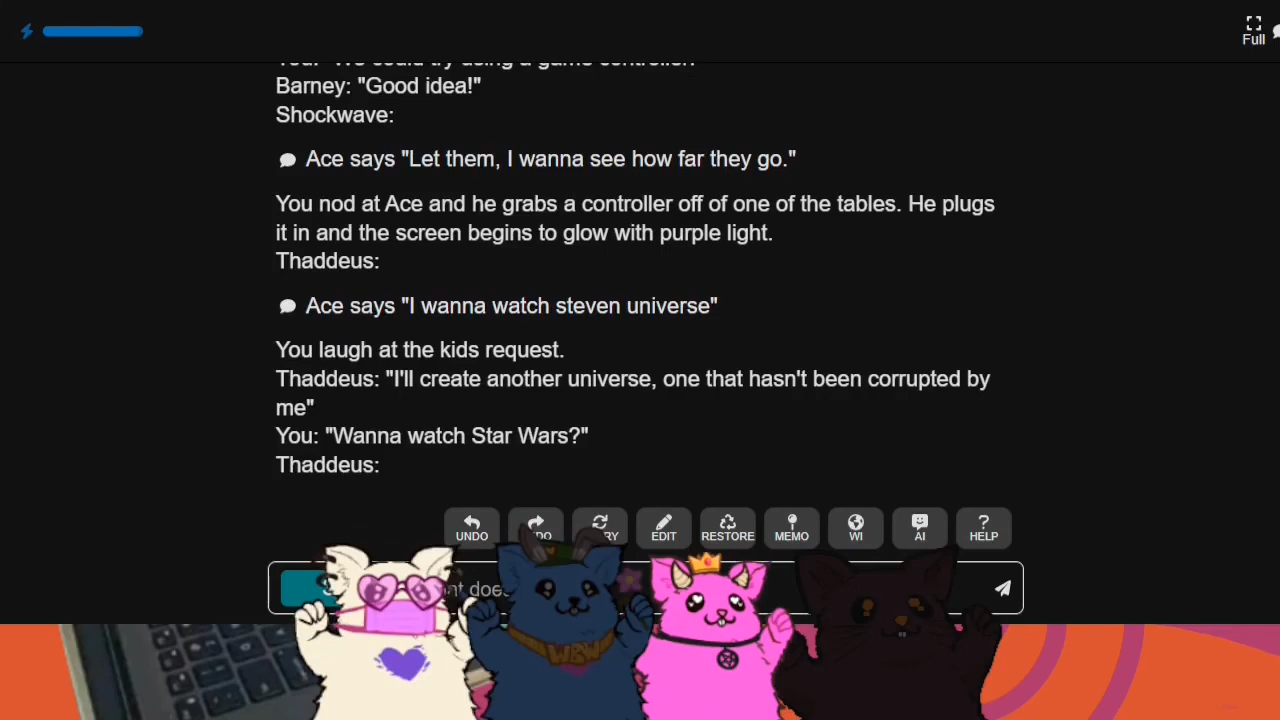 Full
Barney: "Good idea!"
Shockwave:
Ace says "Let them, I wanna see how far they go."
You nod at Ace and he grabs a controller off of one of the tables. He plugs
it in and the screen begins to glow with purple light.
Thaddeus:
Ace says "I wanna watch steven universe"
You laugh at the kids request.
Thaddeus: "I'll create another universe, one that hasn't been corrupted by
me"
You: "Wanna watch Star Wars?"
Thaddeus:
UNDO
EDIT
RESTORE
MEMO
WI
AI
HELP
WBW